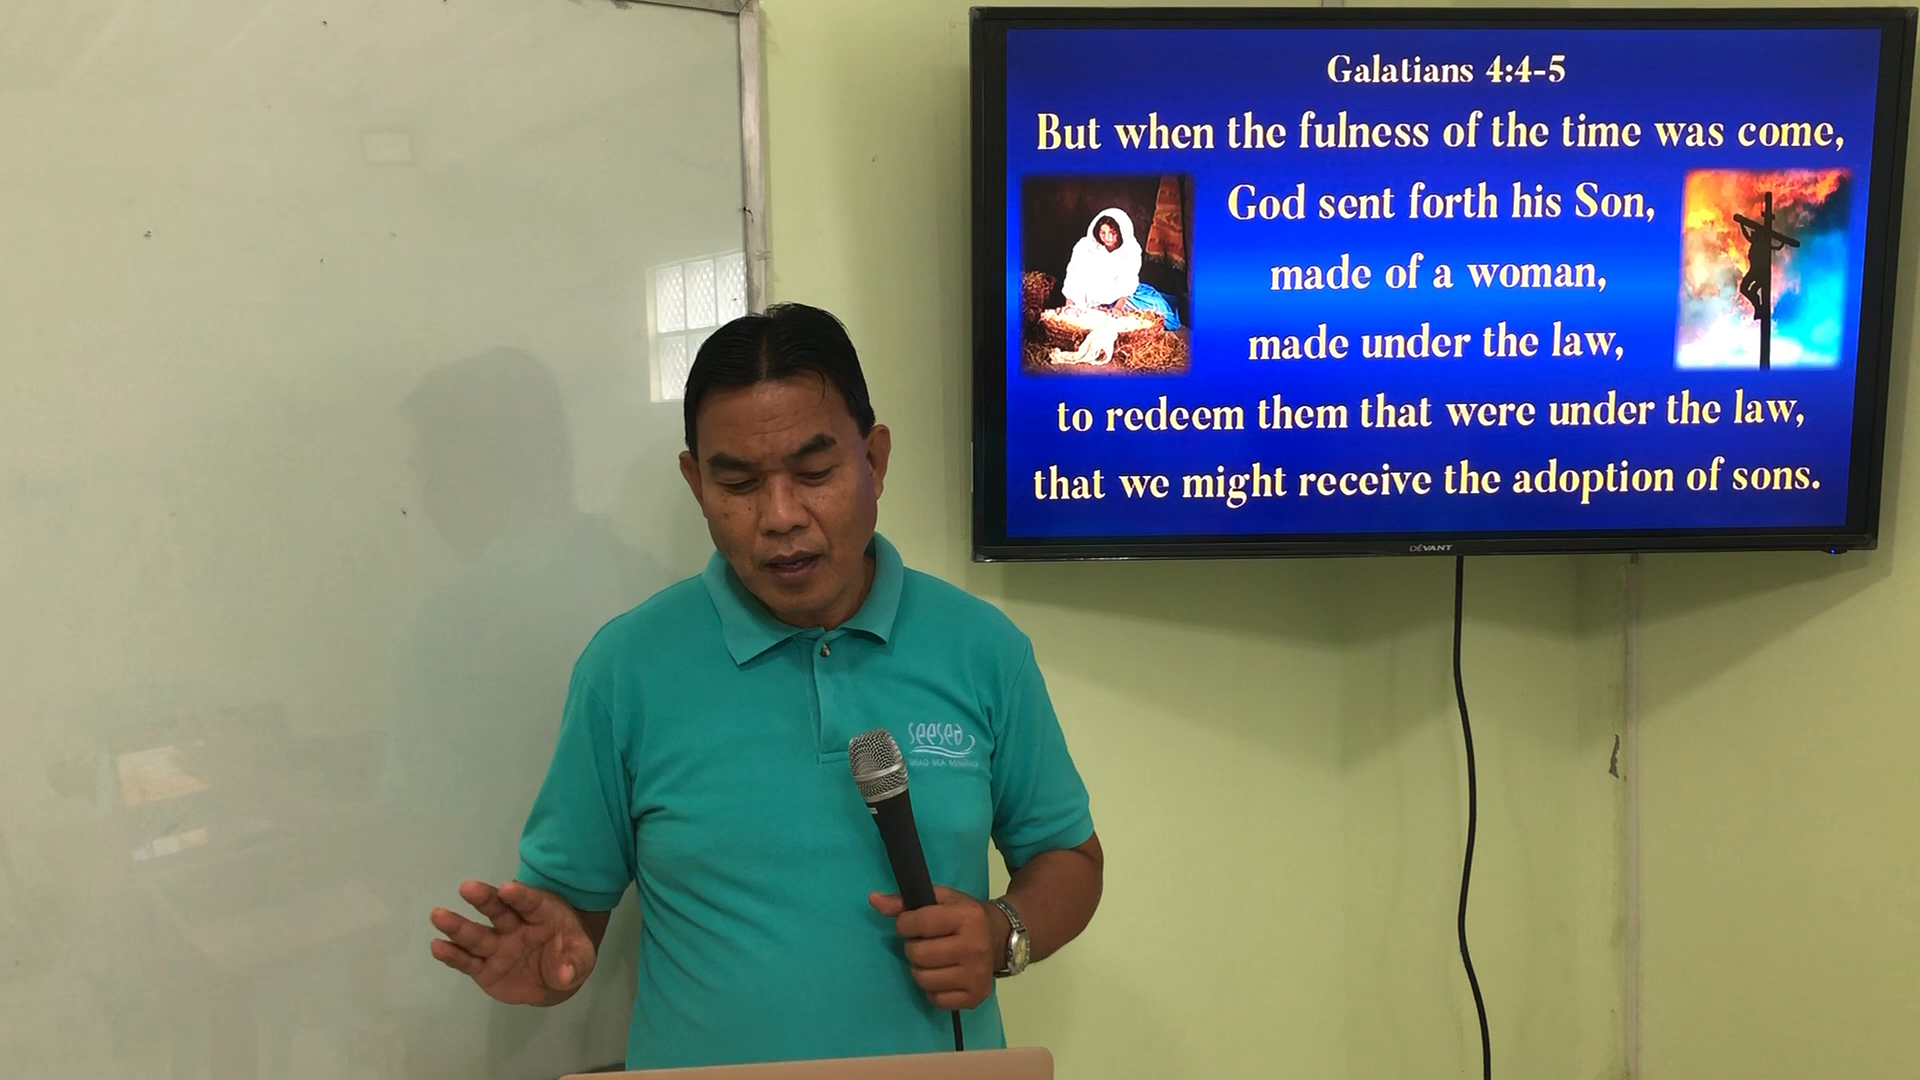 Galatians 4:4-5
But when the fulness of the time was come,
God sent forth his Son,
made of a woman,
made under the law,
to redeem them that were under the law,
that we might receive the adoption of sons.
DEVANT
seesea
DEAD SEA